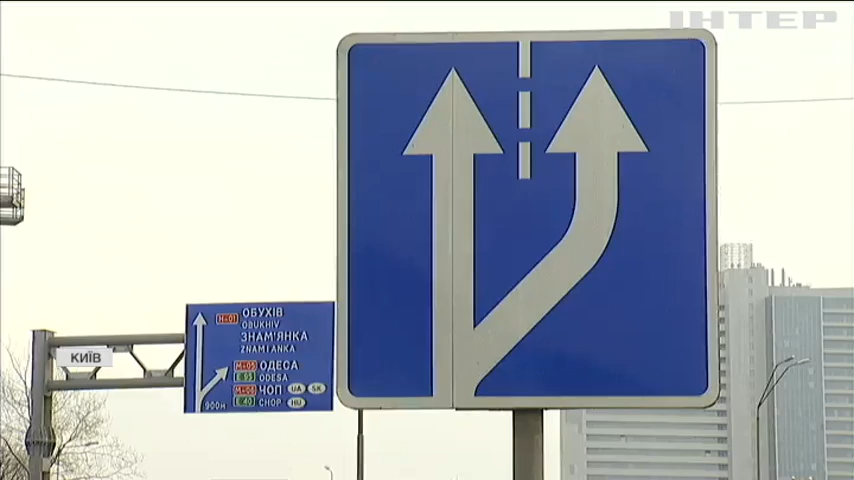 ІНТЕР
КИЇВ
Н-01 ОБУХІВ
OBUKHIV
ЗНАМ'ЯНКА
ZNAMIANKA
М-05 ОДЕСА
E 95 ODESA
М-06 ЧОП UA SK
E 40 CHOP HU
900м